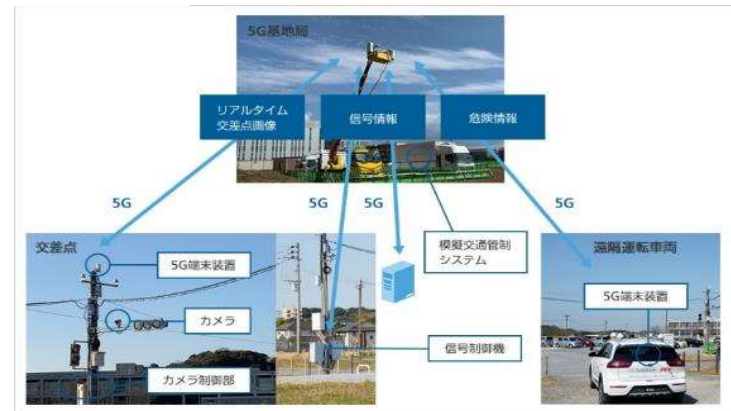 5G基地局
リアルタイム
交差点画像
信号情報
危険情報
5G
5G
5G
5G
交差点
5G端末装置
カメラ
カメラ制御部
模擬交通管制
システム
信号制御機
遠隔運転車両
5G端末装置